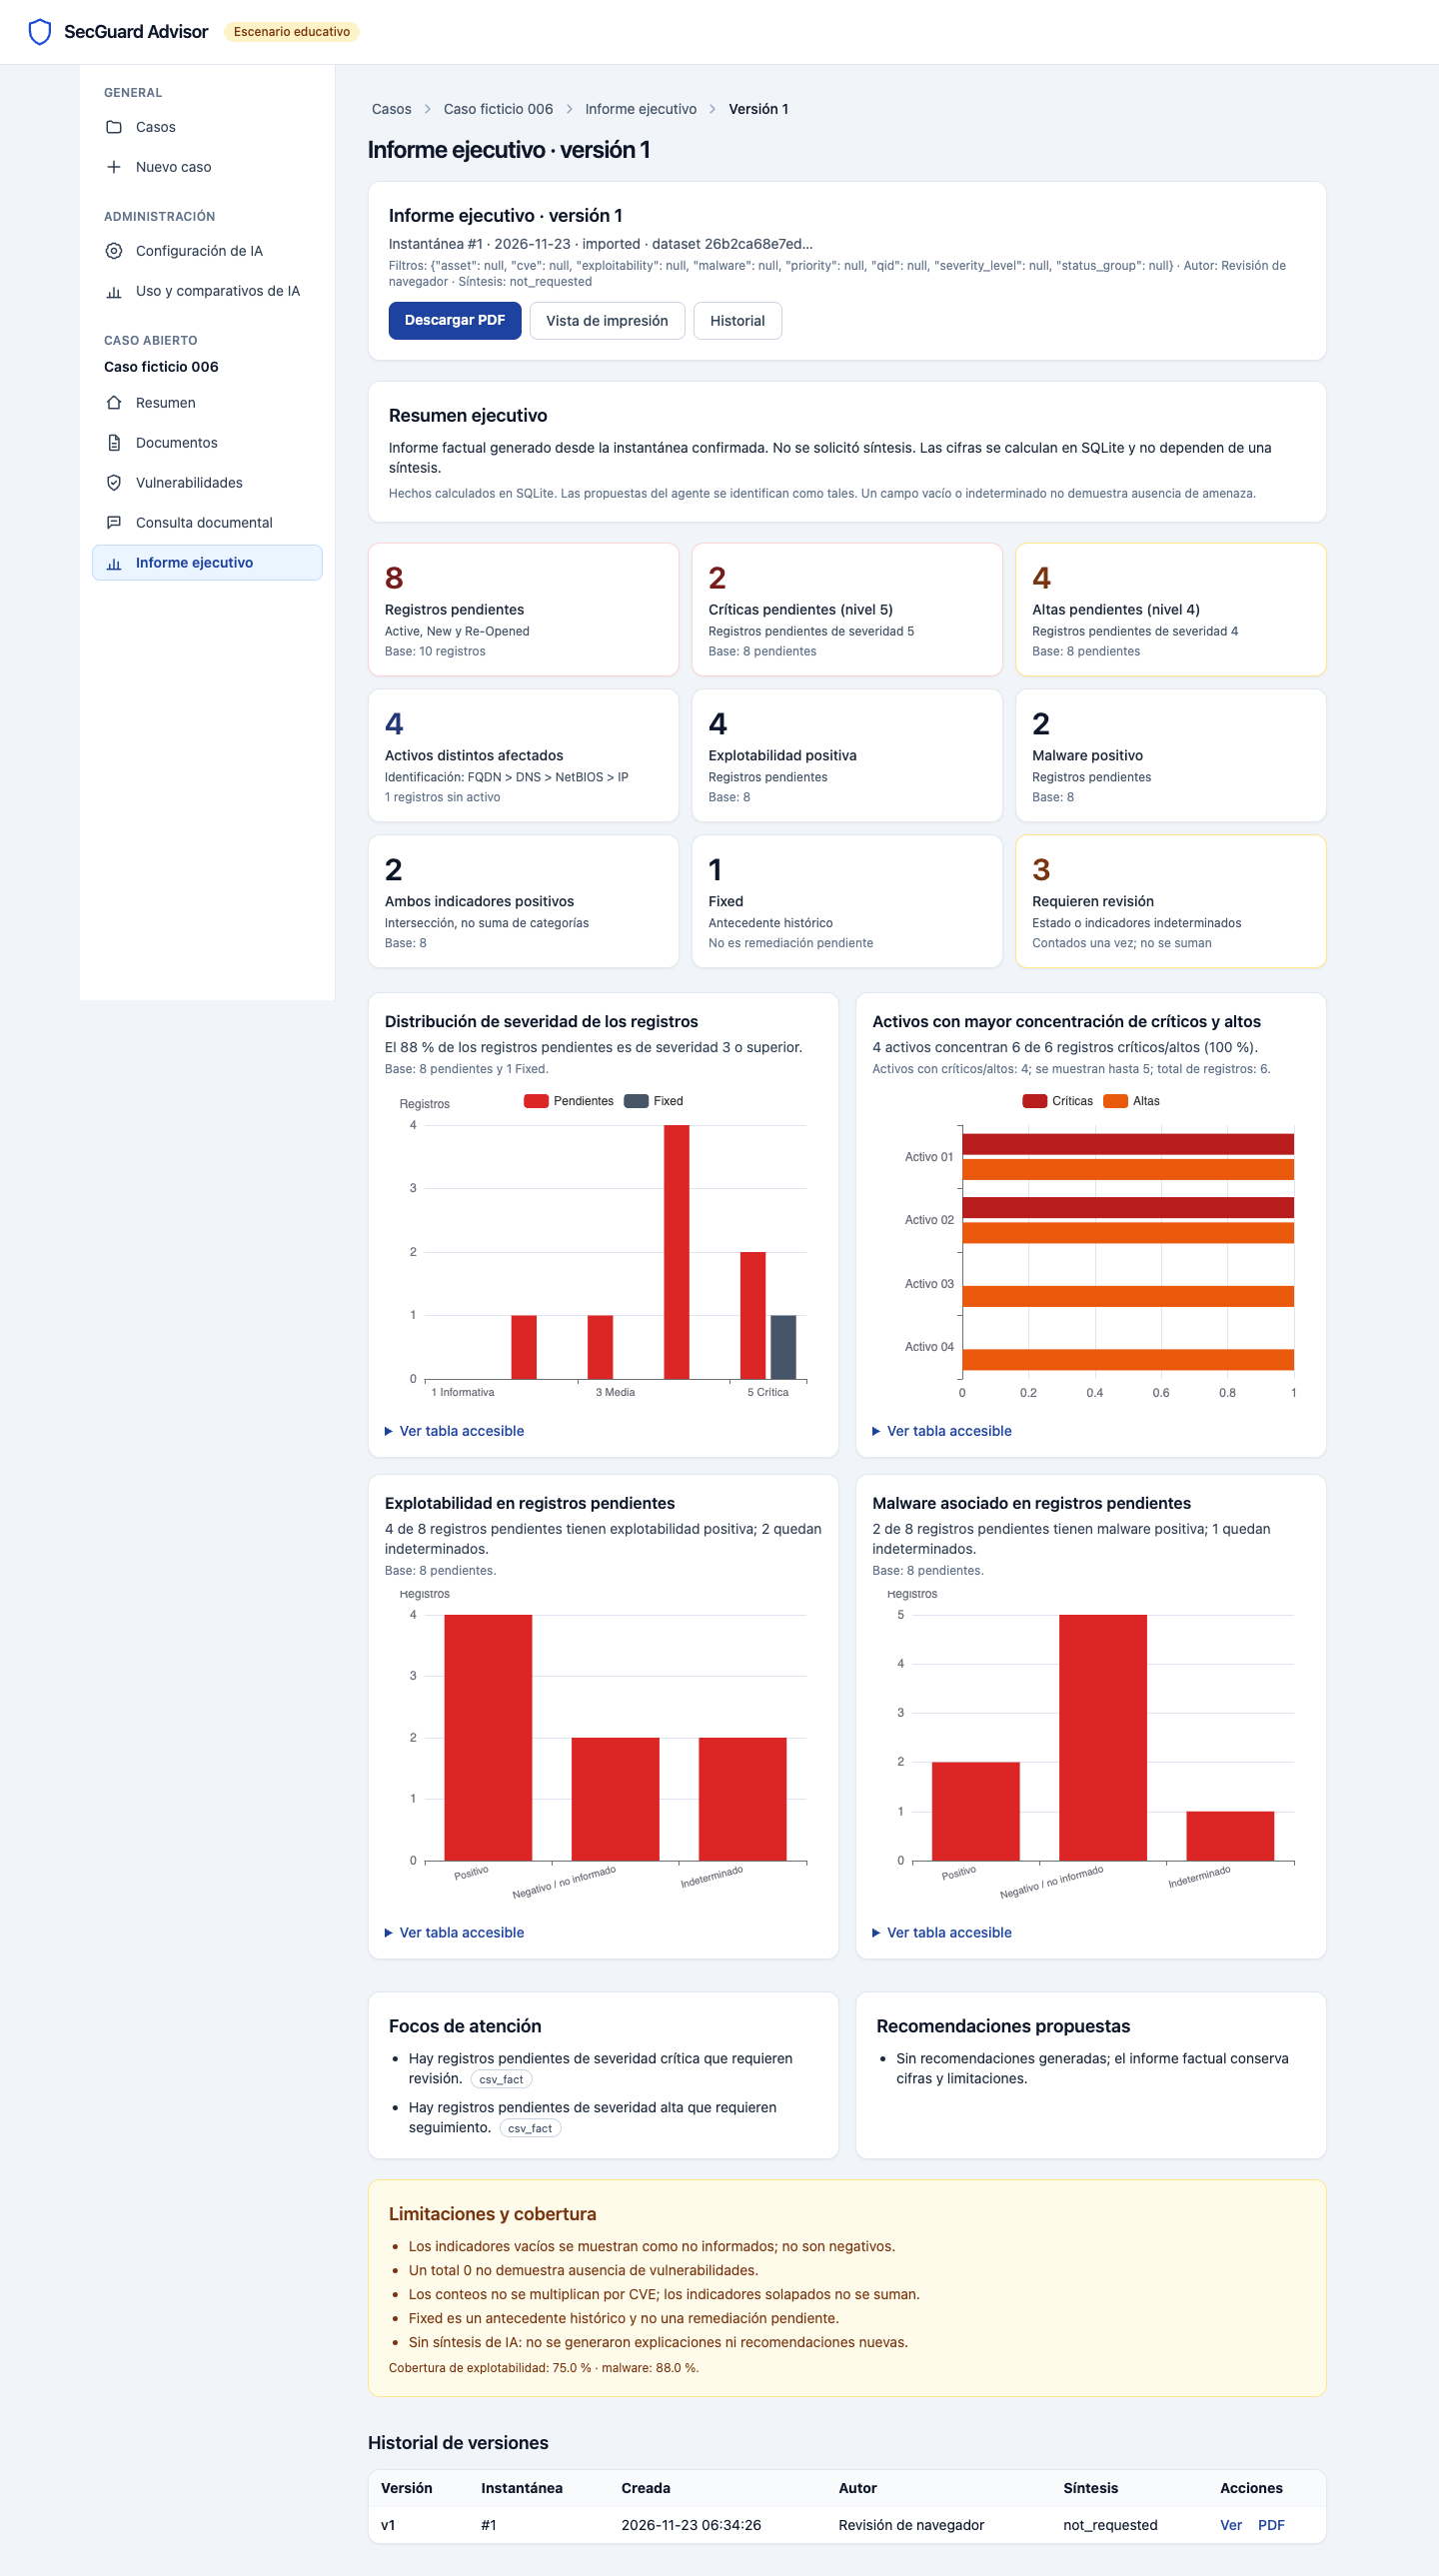 SecGuard Advisor
Escenario educativo
GENERAL
Casos
Nuevo caso
ADMINISTRACIÓN
Configuración de IA
Uso y comparativos de IA
CASO ABIERTO
Caso ficticio 006
Resumen
Documentos
Vulnerabilidades
Consulta documental
Informe ejecutivo
Casos > Caso ficticio 006 > Informe ejecutivo > Versión 1
Informe ejecutivo · versión 1
Informe ejecutivo · versión 1
Instantánea #1 · 2026-11-23 · imported · dataset 26b2ca68e7ed…
Filtros: {"asset": null, "cve": null, "exploitability": null, "malware": null, "priority": null, "qid": null, "severity_level": null, "status_group": null} · Autor: Revisión de
navegador · Síntesis: not_requested
Descargar PDF
Vista de impresión
Historial
Resumen ejecutivo
Informe factual generado desde la instantánea confirmada. No se solicitó síntesis. Las cifras se calculan en SQLite y no dependen de una
síntesis.
Hechos calculados en SQLite. Las propuestas del agente se identifican como tales. Un campo vacío o indeterminado no demuestra ausencia de amenaza.
8
Registros pendientes
Active, New y Re-Opened
Base: 10 registros
2
Críticas pendientes (nivel 5)
Registros pendientes de severidad 5
Base: 8 pendientes
4
Altas pendientes (nivel 4)
Registros pendientes de severidad 4
Base: 8 pendientes
4
Activos distintos afectados
Identificación: FQDN > DNS > NetBIOS > IP
1 registros sin activo
4
Explotabilidad positiva
Registros pendientes
Base: 8
2
Malware positivo
Registros pendientes
Base: 8
2
Ambos indicadores positivos
Intersección, no suma de categorías
Base: 8
1
Fixed
Antecedente histórico
No es remediación pendiente
3
Requieren revisión
Estado o indicadores indeterminados
Contados una vez; no se suman
Distribución de severidad de los registros
El 88 % de los registros pendientes es de severidad 3 o superior.
Base: 8 pendientes y 1 Fixed.
Registros
Pendientes
Fixed
4
3
2
1
0
1 Informativa
3 Media
5 Crítica
Ver tabla accesible
Activos con mayor concentración de críticos y altos
4 activos concentran 6 de 6 registros críticos/altos (100 %).
Activos con críticos/altos: 4; se muestran hasta 5; total de registros: 6.
Críticas
Altas
Activo 01
Activo 02
Activo 03
Activo 04
0
0.2
0.4
0.6
0.8
1
Ver tabla accesible
Explotabilidad en registros pendientes
4 de 8 registros pendientes tienen explotabilidad positiva; 2 quedan
indeterminados.
Base: 8 pendientes.
Registros
4
3
2
1
0
Positivo
Negativo / no informado
Indeterminado
Ver tabla accesible
Malware asociado en registros pendientes
2 de 8 registros pendientes tienen malware positiva; 1 quedan
indeterminados.
Base: 8 pendientes.
Registros
5
4
3
2
1
0
Positivo
Negativo / no informado
Indeterminado
Ver tabla accesible
Focos de atención
Hay registros pendientes de severidad crítica que requieren
revisión. csv_fact
Hay registros pendientes de severidad alta que requieren
seguimiento. csv_fact
Recomendaciones propuestas
Sin recomendaciones generadas; el informe factual conserva
cifras y limitaciones.
Limitaciones y cobertura
Los indicadores vacíos se muestran como no informados; no son negativos.
Un total 0 no demuestra ausencia de vulnerabilidades.
Los conteos no se multiplican por CVE; los indicadores solapados no se suman.
Fixed es un antecedente histórico y no una remediación pendiente.
Sin síntesis de IA: no se generaron explicaciones ni recomendaciones nuevas.
Cobertura de explotabilidad: 75.0 % · malware: 88.0 %.
Historial de versiones
Versión Instantánea Creada Autor Síntesis Acciones
v1 #1 2026-11-23 06:34:26 Revisión de navegador not_requested Ver PDF